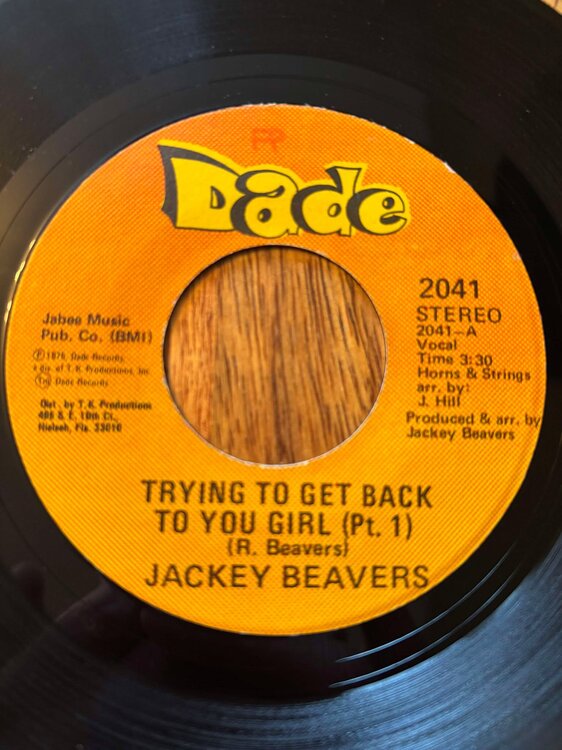 Dade
2041
STEREO
2041-A
Vocal
Time 3:30
Horns & Strings
arr. by:
J. Hill
Produced & arr. by
Jackey Beavers
Jabee Music
Pub. Co. (BMI)
Ⓟ 1976, Dade Records,
a div. of T.K. Productions, Inc
Dade Records
Dist. by T.K. Productions
495 S.E. 10th Ct.,
Hialeah, Fla. 33010
TRYING TO GET BACK
TO YOU GIRL (Pt. 1)
(R. Beavers)
JACKEY BEAVERS